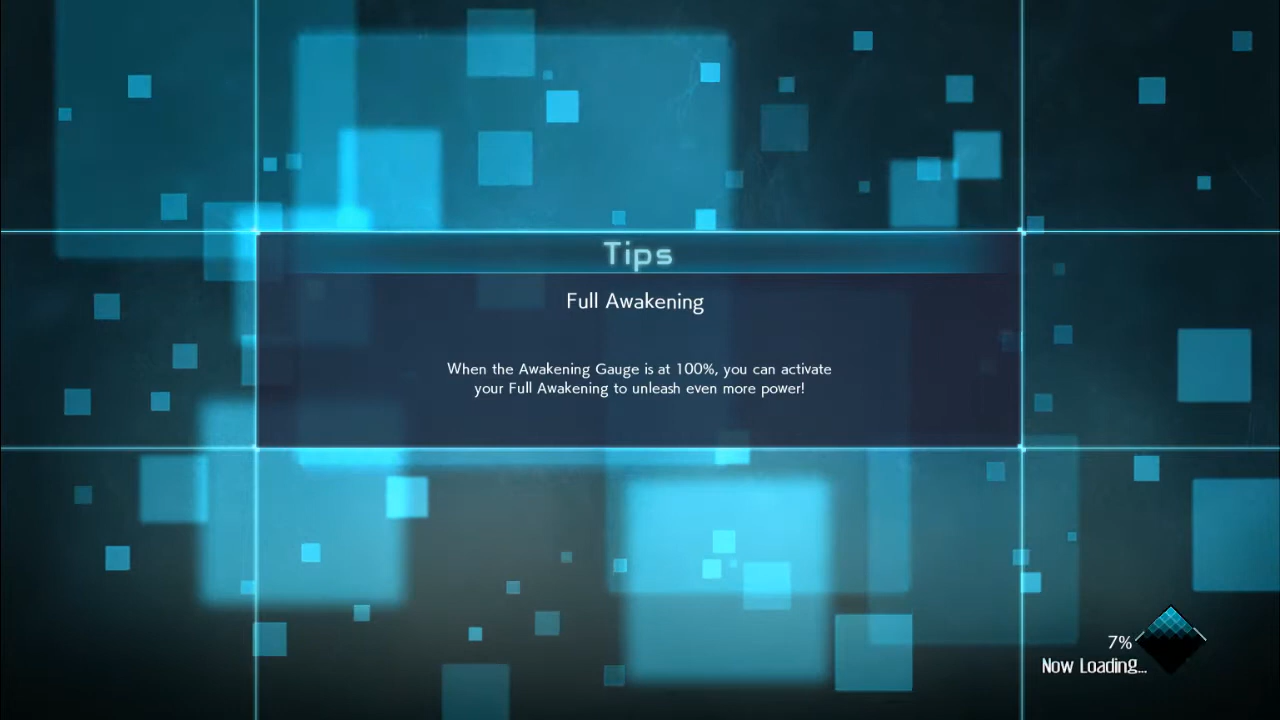 Tips
Full Awakening
When the Awakening Gauge is at 100%, you can activate
your Full Awakening to unleash even more power!
7%
Now Loading...